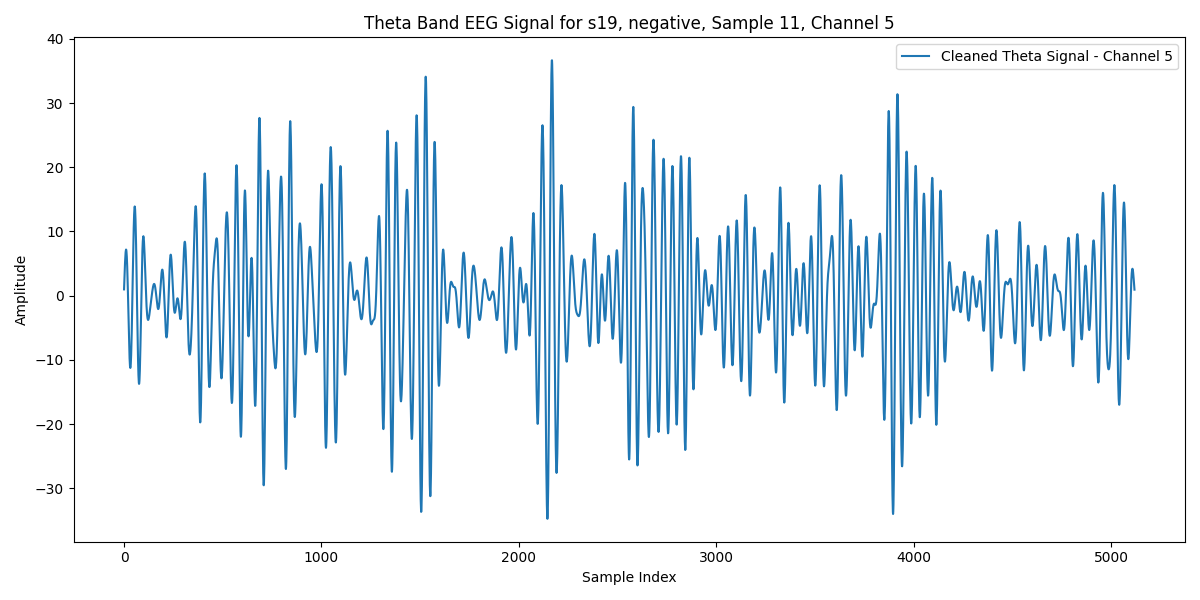 Theta Band EEG Signal for s19, negative, Sample 11, Channel 5
Cleaned Theta Signal - Channel 5
40
30
20
10
0
−10
−20
−30
Amplitude
0 1000 2000 3000 4000 5000
Sample Index